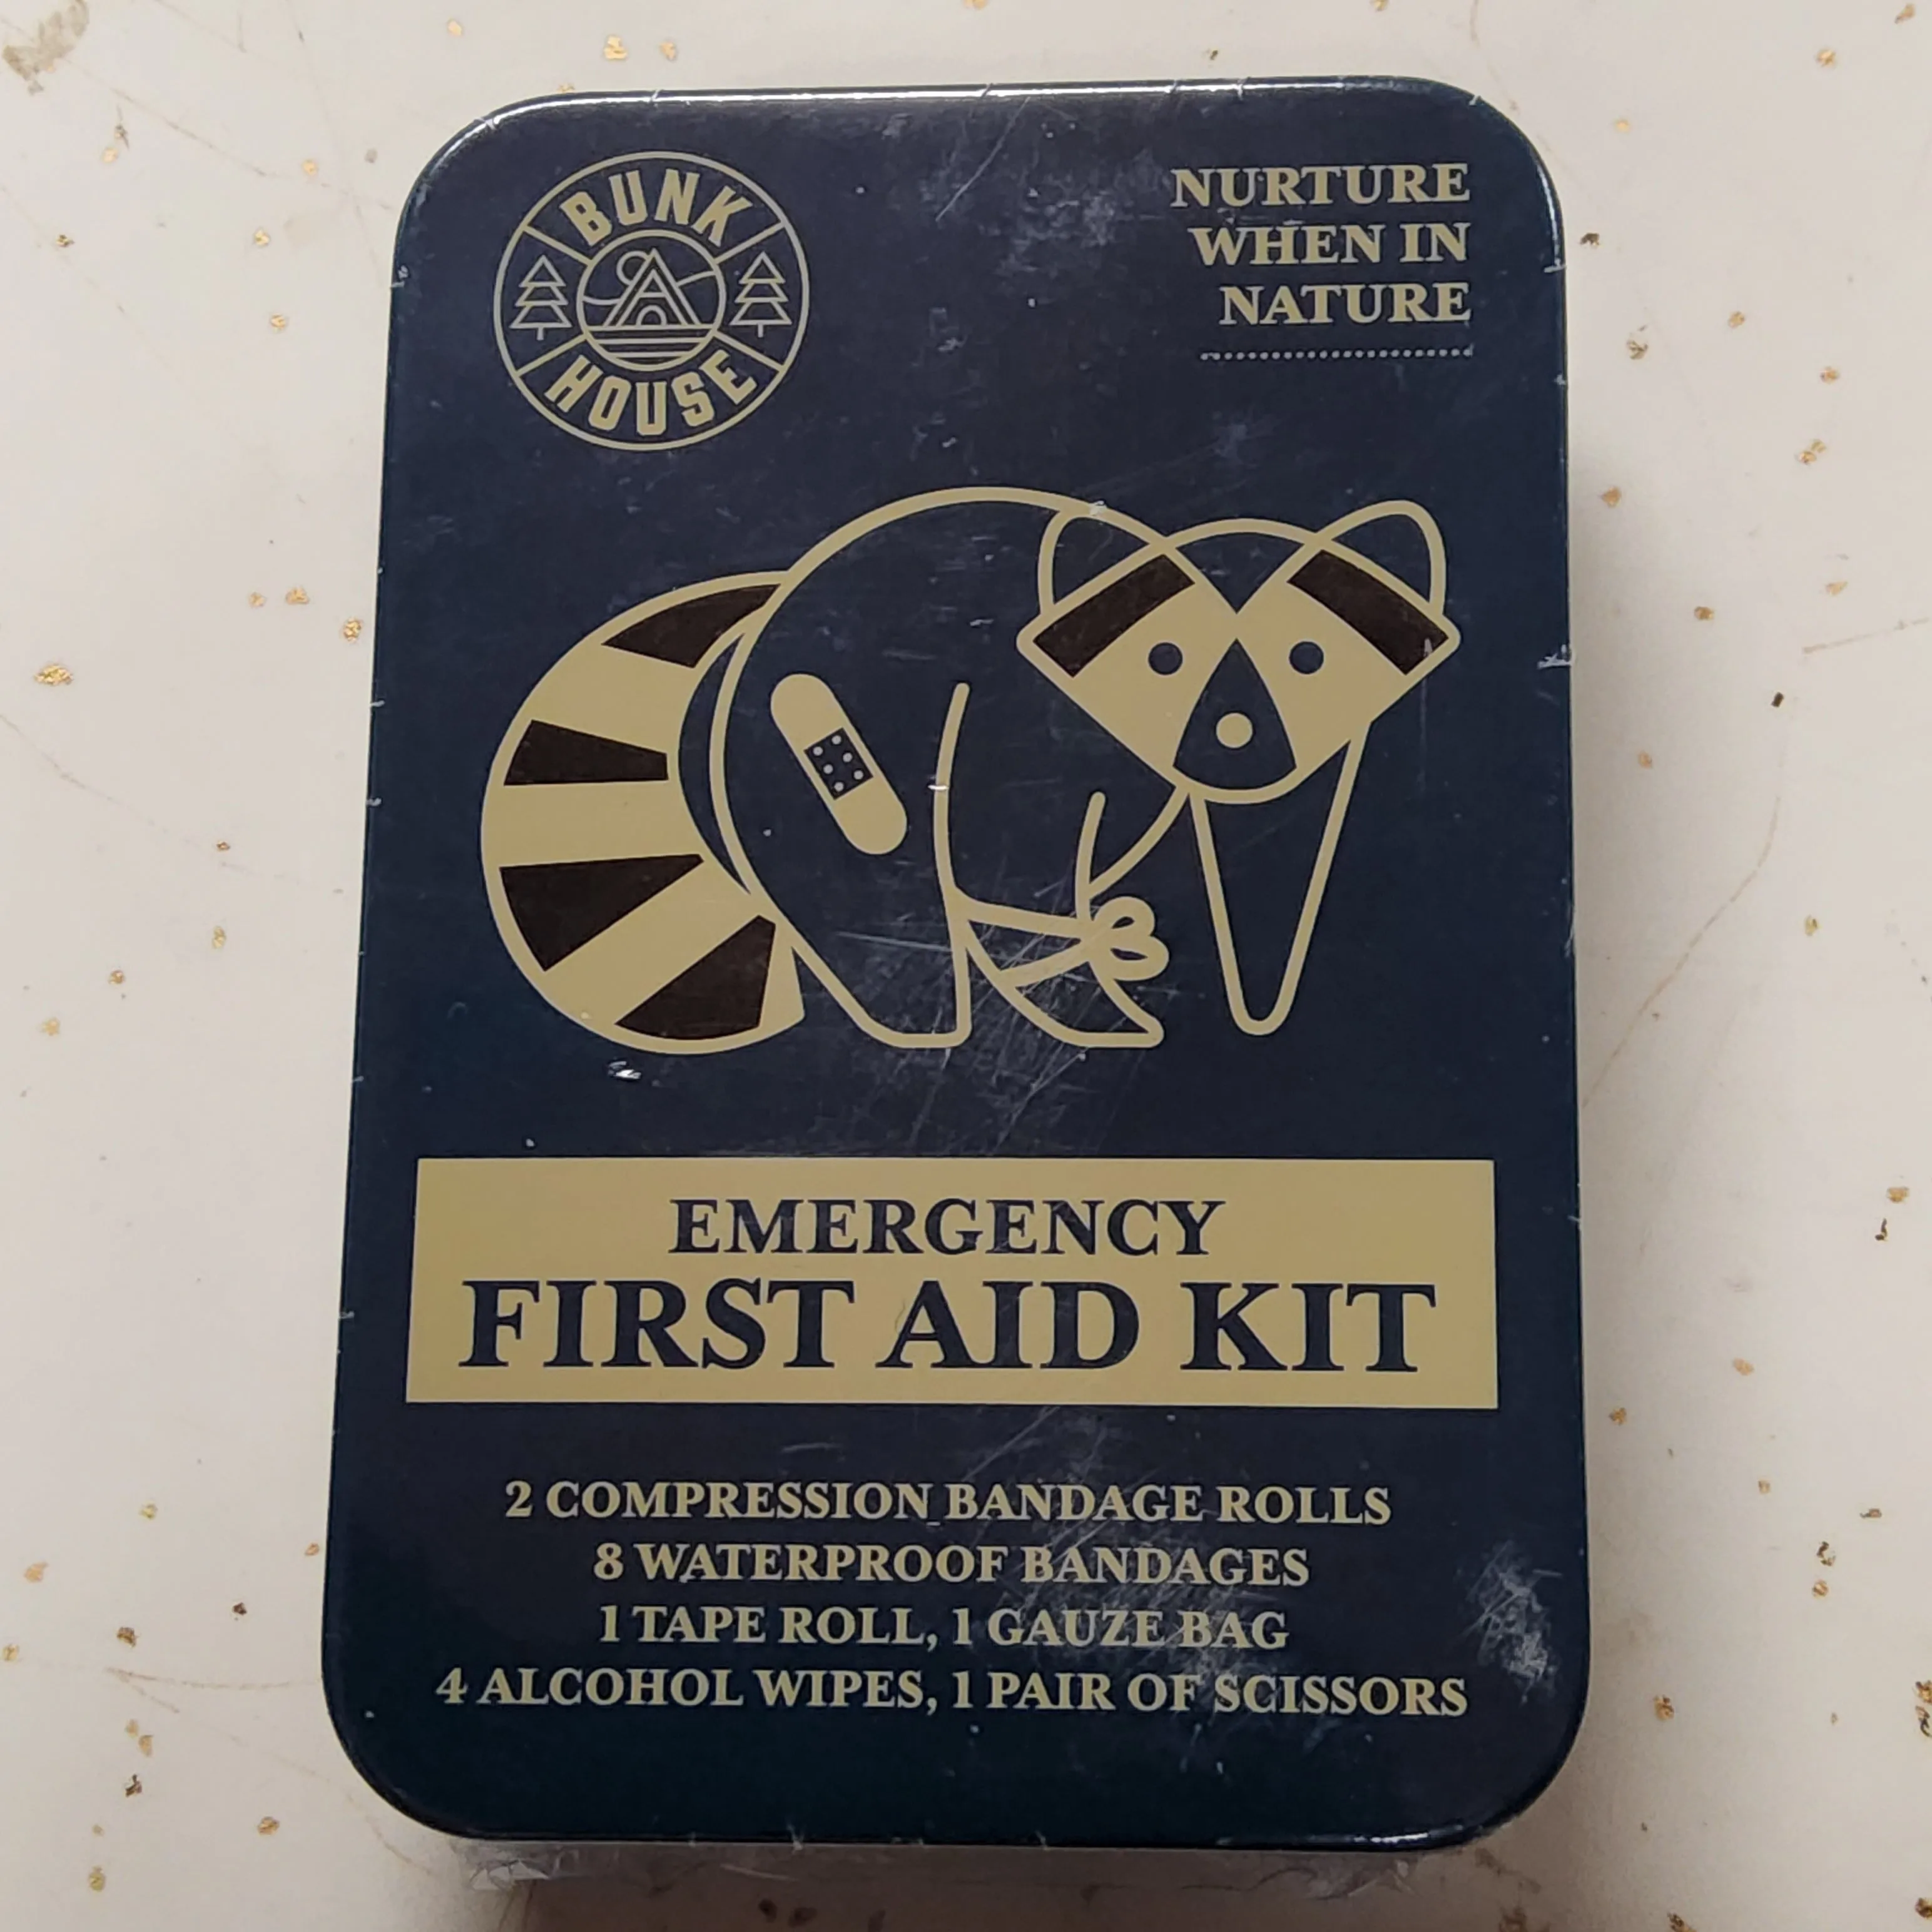 BUNK
HOUSE
NURTURE
WHEN IN
NATURE
EMERGENCY
FIRST AID KIT
2 COMPRESSION BANDAGE ROLLS
8 WATERPROOF BANDAGES
1 TAPE ROLL, 1 GAUZE BAG
4 ALCOHOL WIPES, 1 PAIR OF SCISSORS